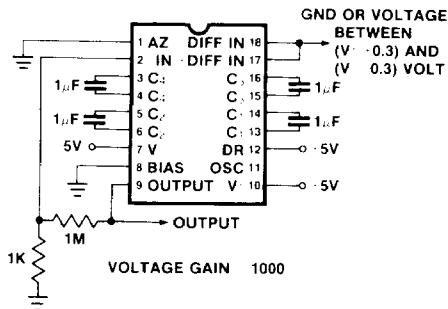 GND OR VOLTAGE
BETWEEN
(V 0.3) AND
(V 0.3) VOLT
1 AZ DIFF IN 18
2 IN DIFF IN 17
3 C 16
1µF 4 C 15 1µF
5 C₂ C 14
1µF 6 C₂ C 13 1µF
5V 7 V DR 12 5V
8 BIAS OSC 11
9 OUTPUT V 10 5V
OUTPUT
1M
1K
VOLTAGE GAIN 1000